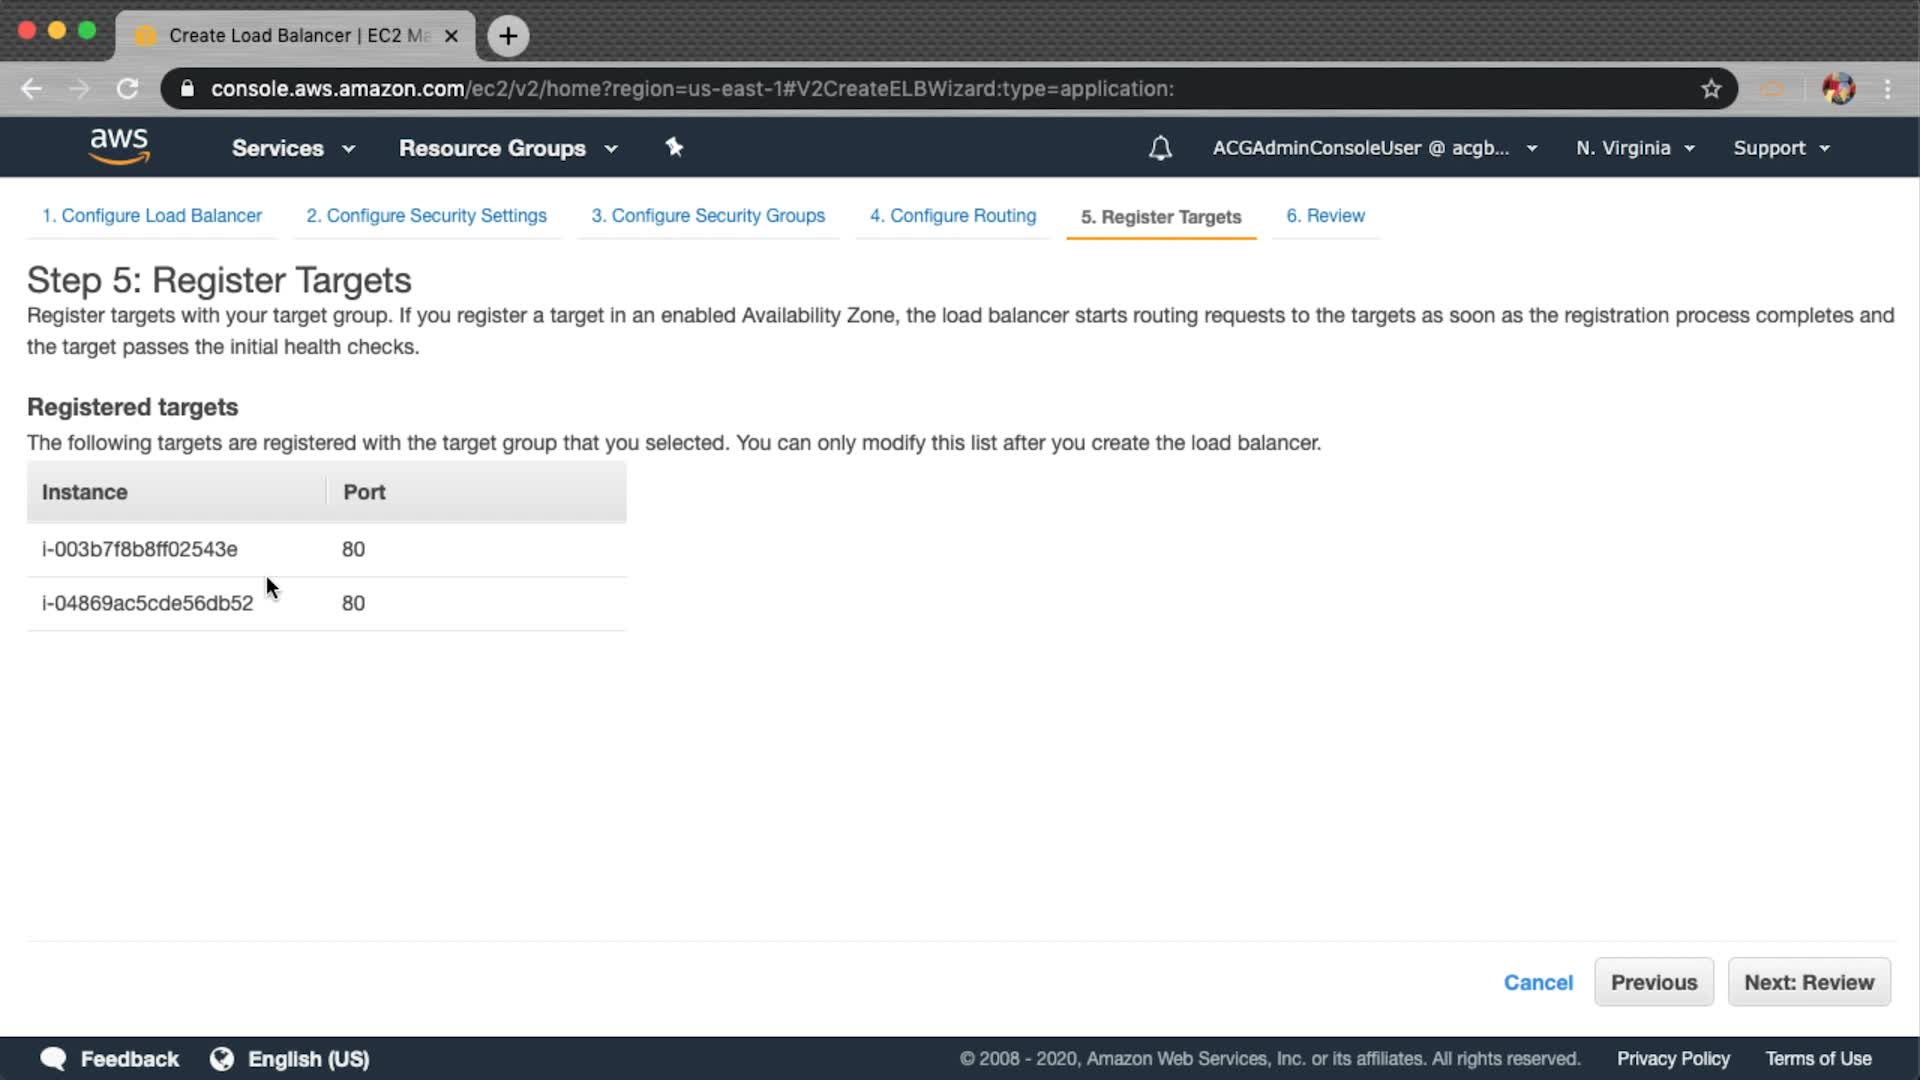 Create Load Balancer | EC2 Ma
console.aws.amazon.com/ec2/v2/home?region=us-east-1#V2CreateELBWizard:type=application:
aws Services Resource Groups ACGAdminConsoleUser @ acgb... N. Virginia Support
1. Configure Load Balancer 2. Configure Security Settings 3. Configure Security Groups 4. Configure Routing 5. Register Targets 6. Review
Step 5: Register Targets
Register targets with your target group. If you register a target in an enabled Availability Zone, the load balancer starts routing requests to the targets as soon as the registration process completes and
the target passes the initial health checks.
Registered targets
The following targets are registered with the target group that you selected. You can only modify this list after you create the load balancer.
Instance Port
i-003b7f8b8ff02543e 80
i-04869ac5cde56db52 80
Cancel Previous Next: Review
Feedback English (US) © 2008 - 2020, Amazon Web Services, Inc. or its affiliates. All rights reserved. Privacy Policy Terms of Use